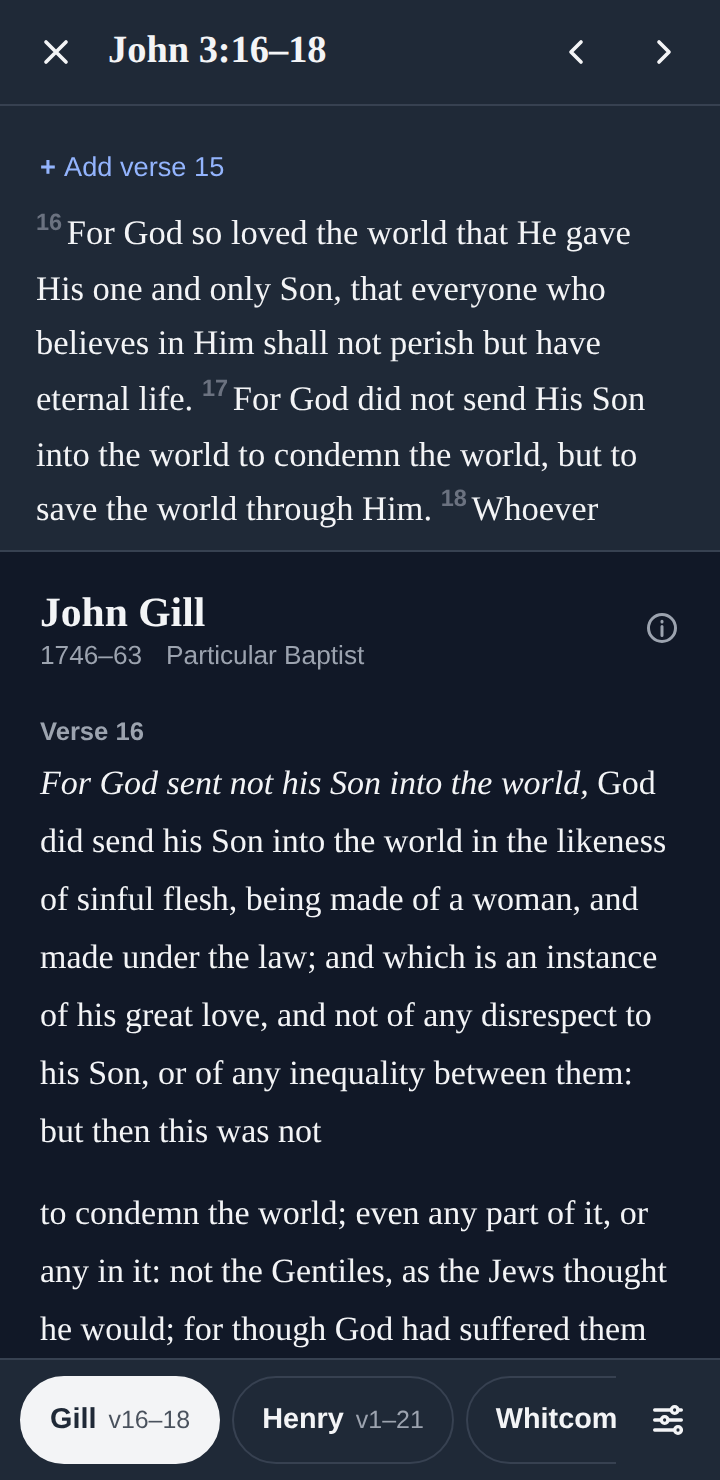 John 3:16–18
+ Add verse 15
16 For God so loved the world that He gave
His one and only Son, that everyone who
believes in Him shall not perish but have
eternal life. 17 For God did not send His Son
into the world to condemn the world, but to
save the world through Him. 18 Whoever
John Gill
1746–63 Particular Baptist
Verse 16
For God sent not his Son into the world, God
did send his Son into the world in the likeness
of sinful flesh, being made of a woman, and
made under the law; and which is an instance
of his great love, and not of any disrespect to
his Son, or of any inequality between them:
but then this was not
to condemn the world; even any part of it, or
any in it: not the Gentiles, as the Jews thought
he would; for though God had suffered them
Gill v16–18 Henry v1–21 Whitcom